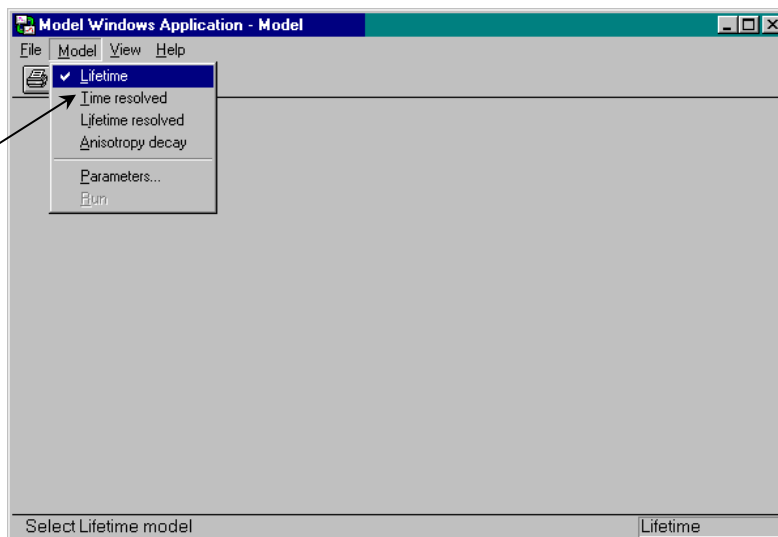 Model Windows Application - Model
File Model View Help
Lifetime
Time resolved
Lifetime resolved
Anisotropy decay
Parameters...
Run
Select Lifetime model
Lifetime